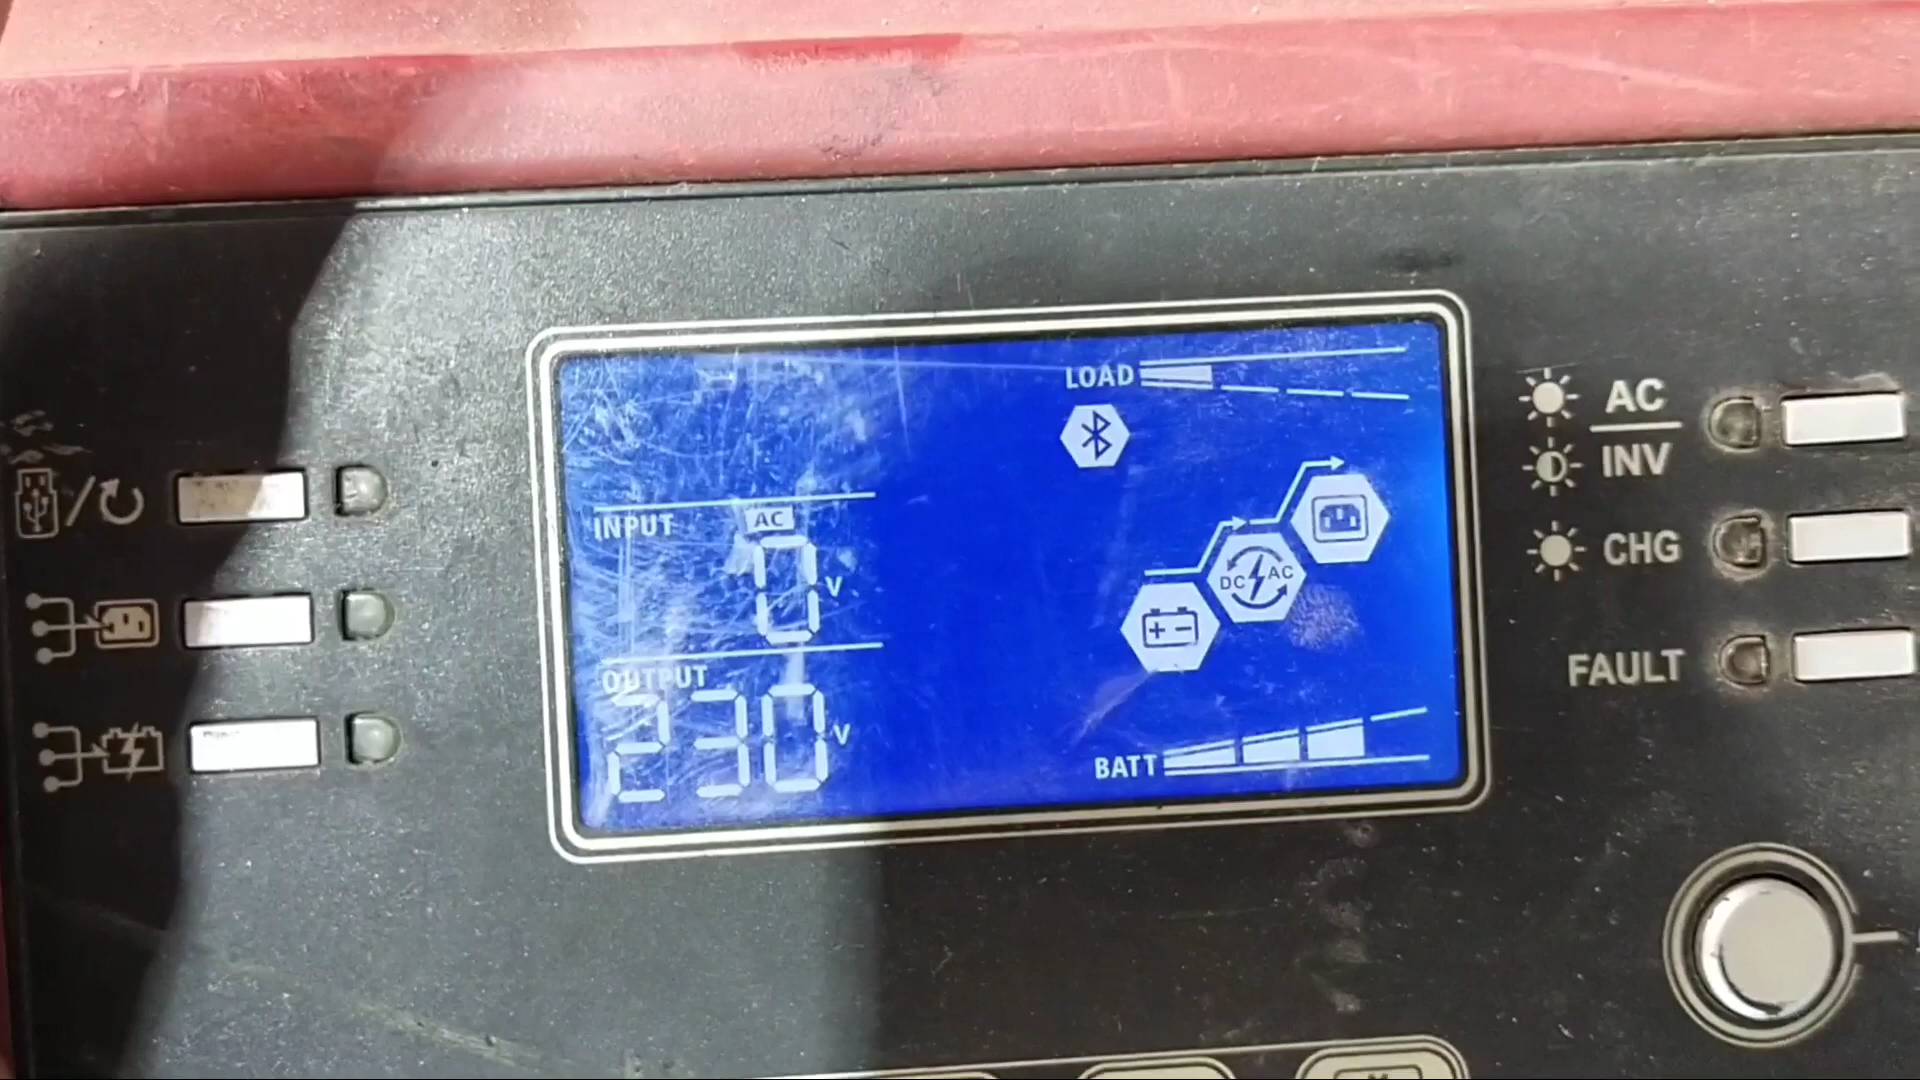 LOAD
INPUT AC
0 V
OUTPUT
230 V
DC AC
+ -
BATT
AC
INV
CHG
FAULT